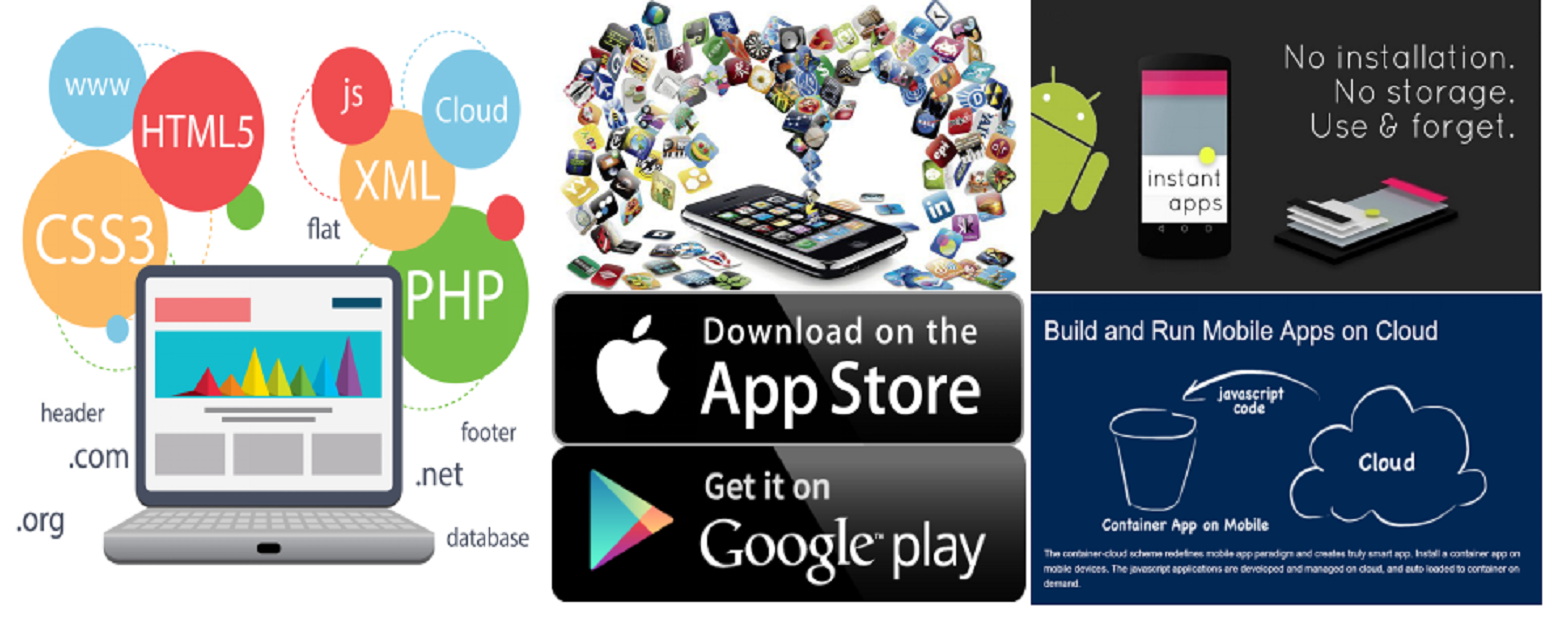 www
HTML5
js
Cloud
XML
CSS3
flat
PHP
header
.com
footer
.net
.org
database
in
Download on the
App Store
Get it on
Google™ play
No installation.
No storage.
Use & forget.
instant
apps
Build and Run Mobile Apps on Cloud
javascript
code
Cloud
Container App on Mobile
The container-cloud scheme redefines mobile app paradigm and creates truly smart app. Install a container app on
mobile devices. The javascript applications are developed and managed on cloud, and auto loaded to container on
demand.